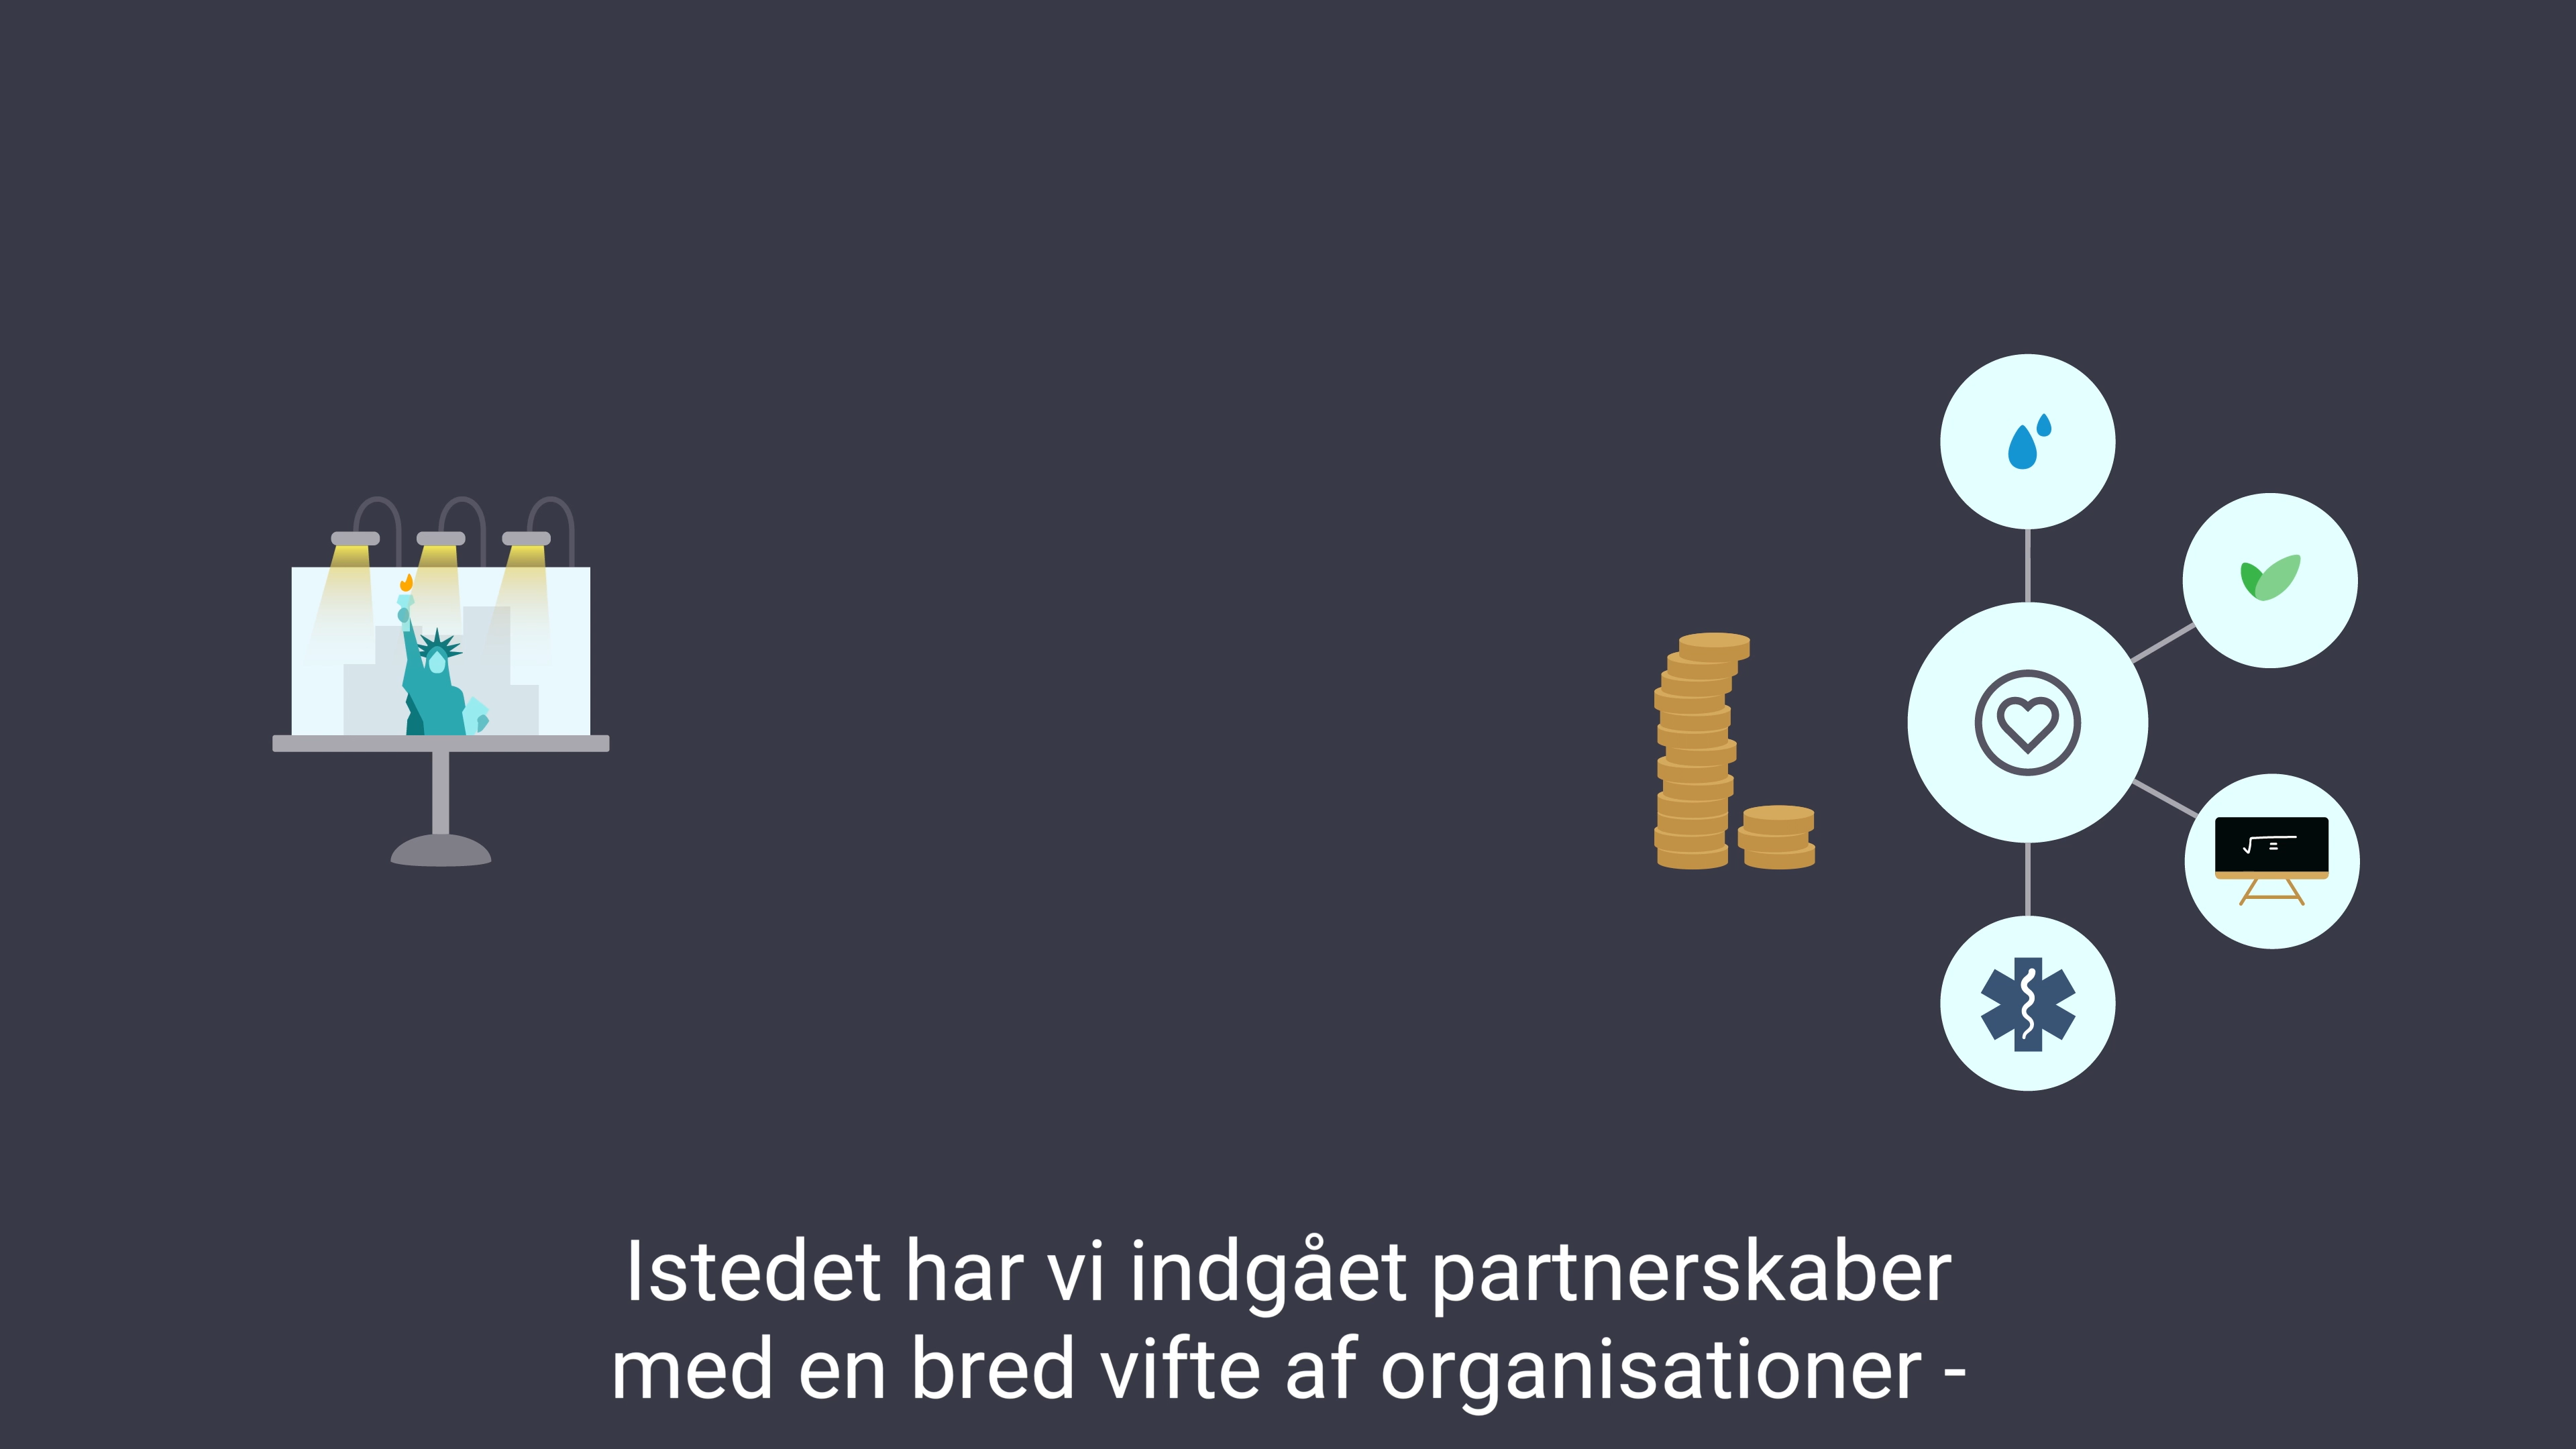 Istedet har vi indgået partnerskaber
med en bred vifte af organisationer -